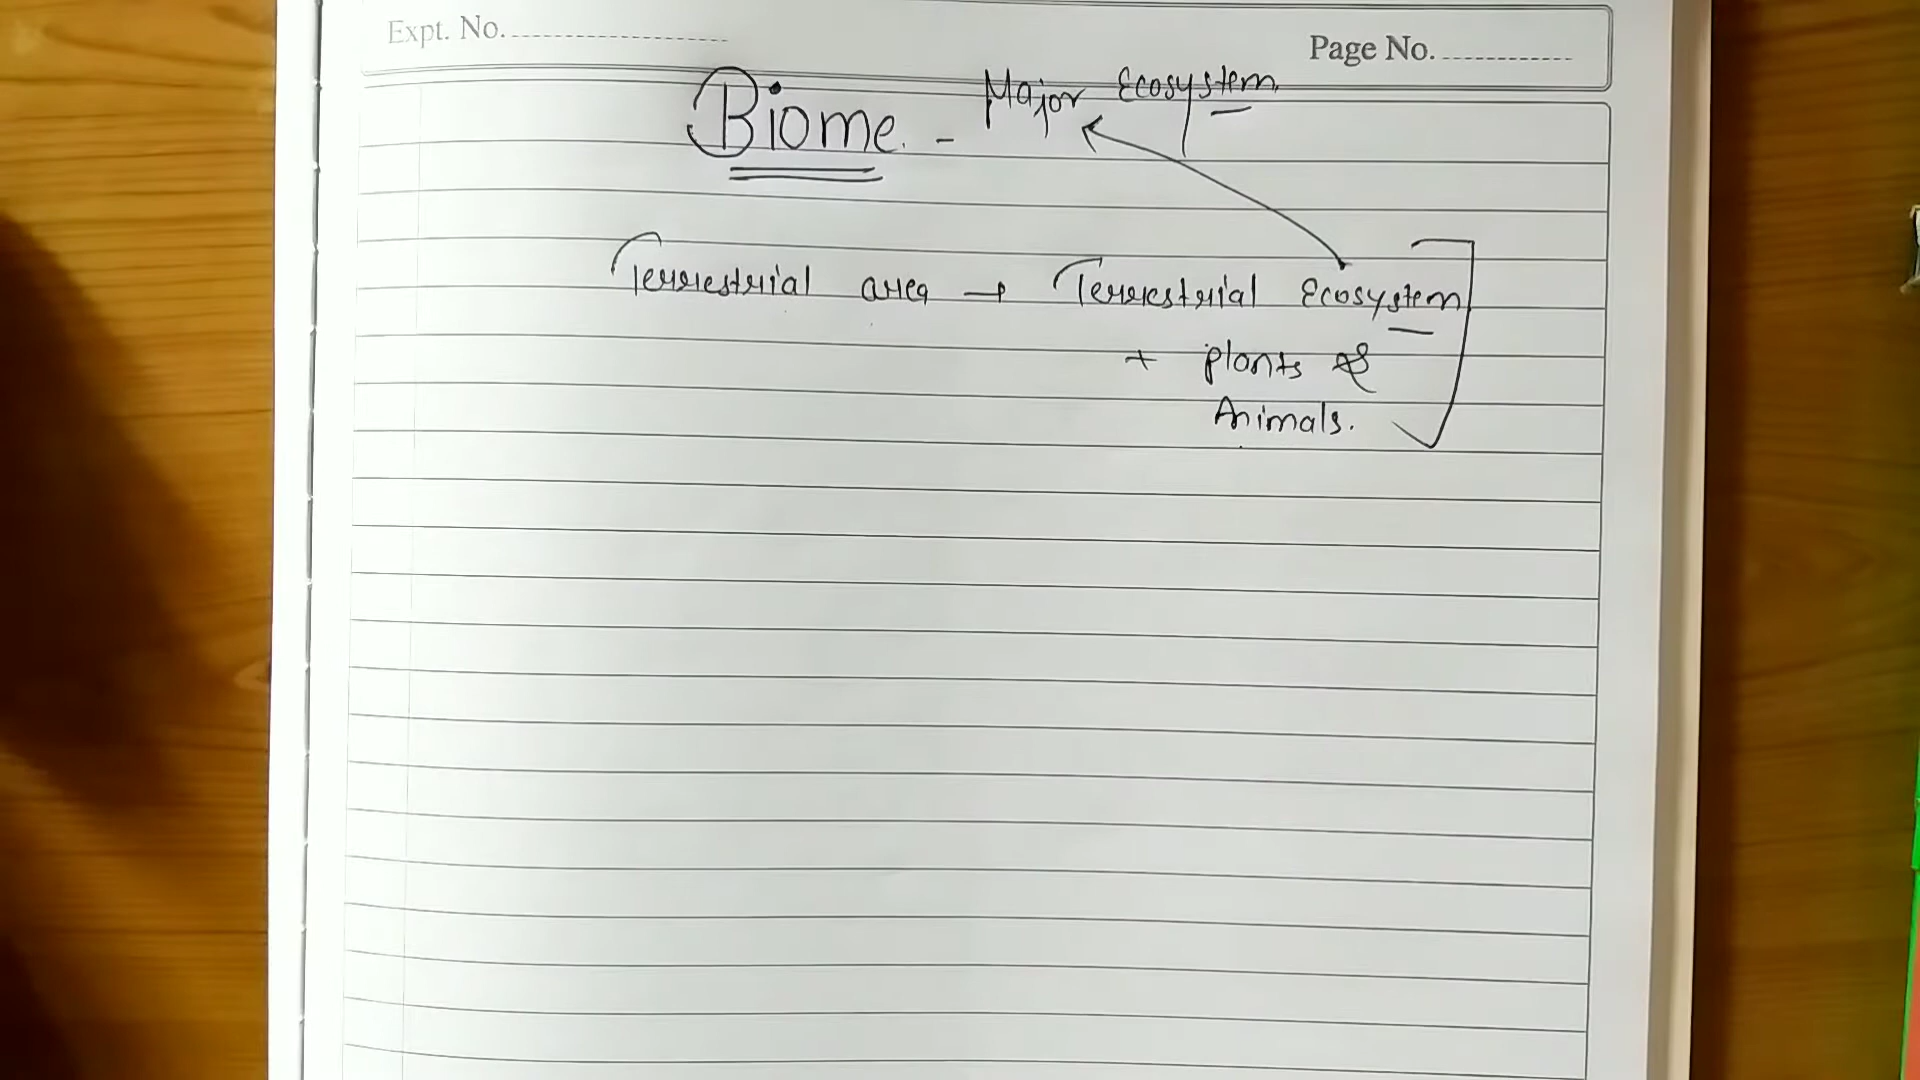 Expt. No.
Page No.
Biome. - Major Ecosystem.
Terrestrial area → Terrestrial Ecosystem
+ plants &
Animals.